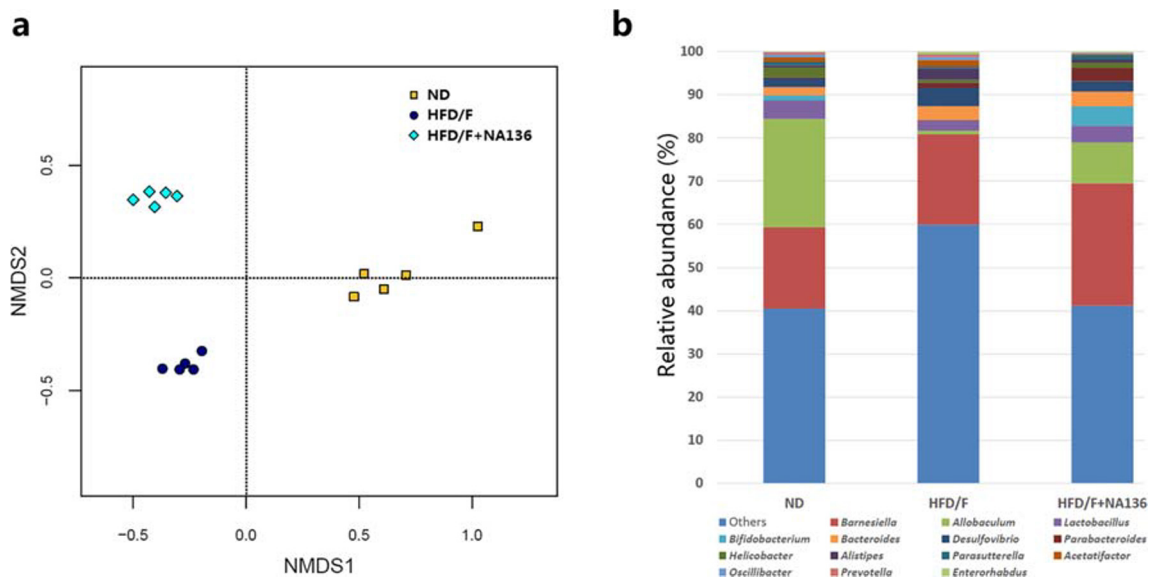 a
ND
HFD/F
HFD/F+NA136
NMDS2
0.5
0.0
−0.5
−0.5 0.0 0.5 1.0
NMDS1
b
Relative abundance (%)
100
90
80
70
60
50
40
30
20
10
0
ND HFD/F HFD/F+NA136
Others Barnesiella Allobaculum Lactobacillus
Bifidobacterium Bacteroides Desulfovibrio Parabacteroides
Helicobacter Alistipes Parasutterella Acetatifactor
Oscillibacter Prevotella Enterorhabdus